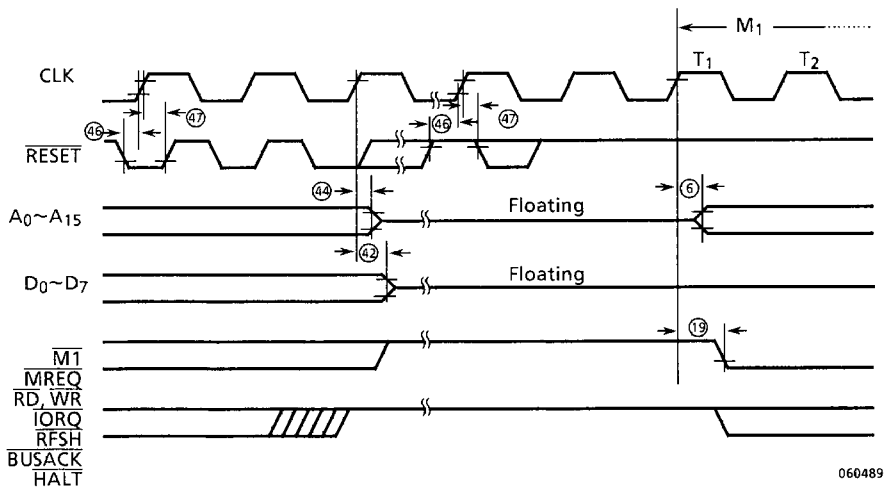 M1
T1 T2
CLK
46 47 46 47
RESET
44 6
A0~A15 Floating
42
D0~D7 Floating
19
M1
MREQ
RD, WR
IORQ
RFSH
BUSACK
HALT
060489